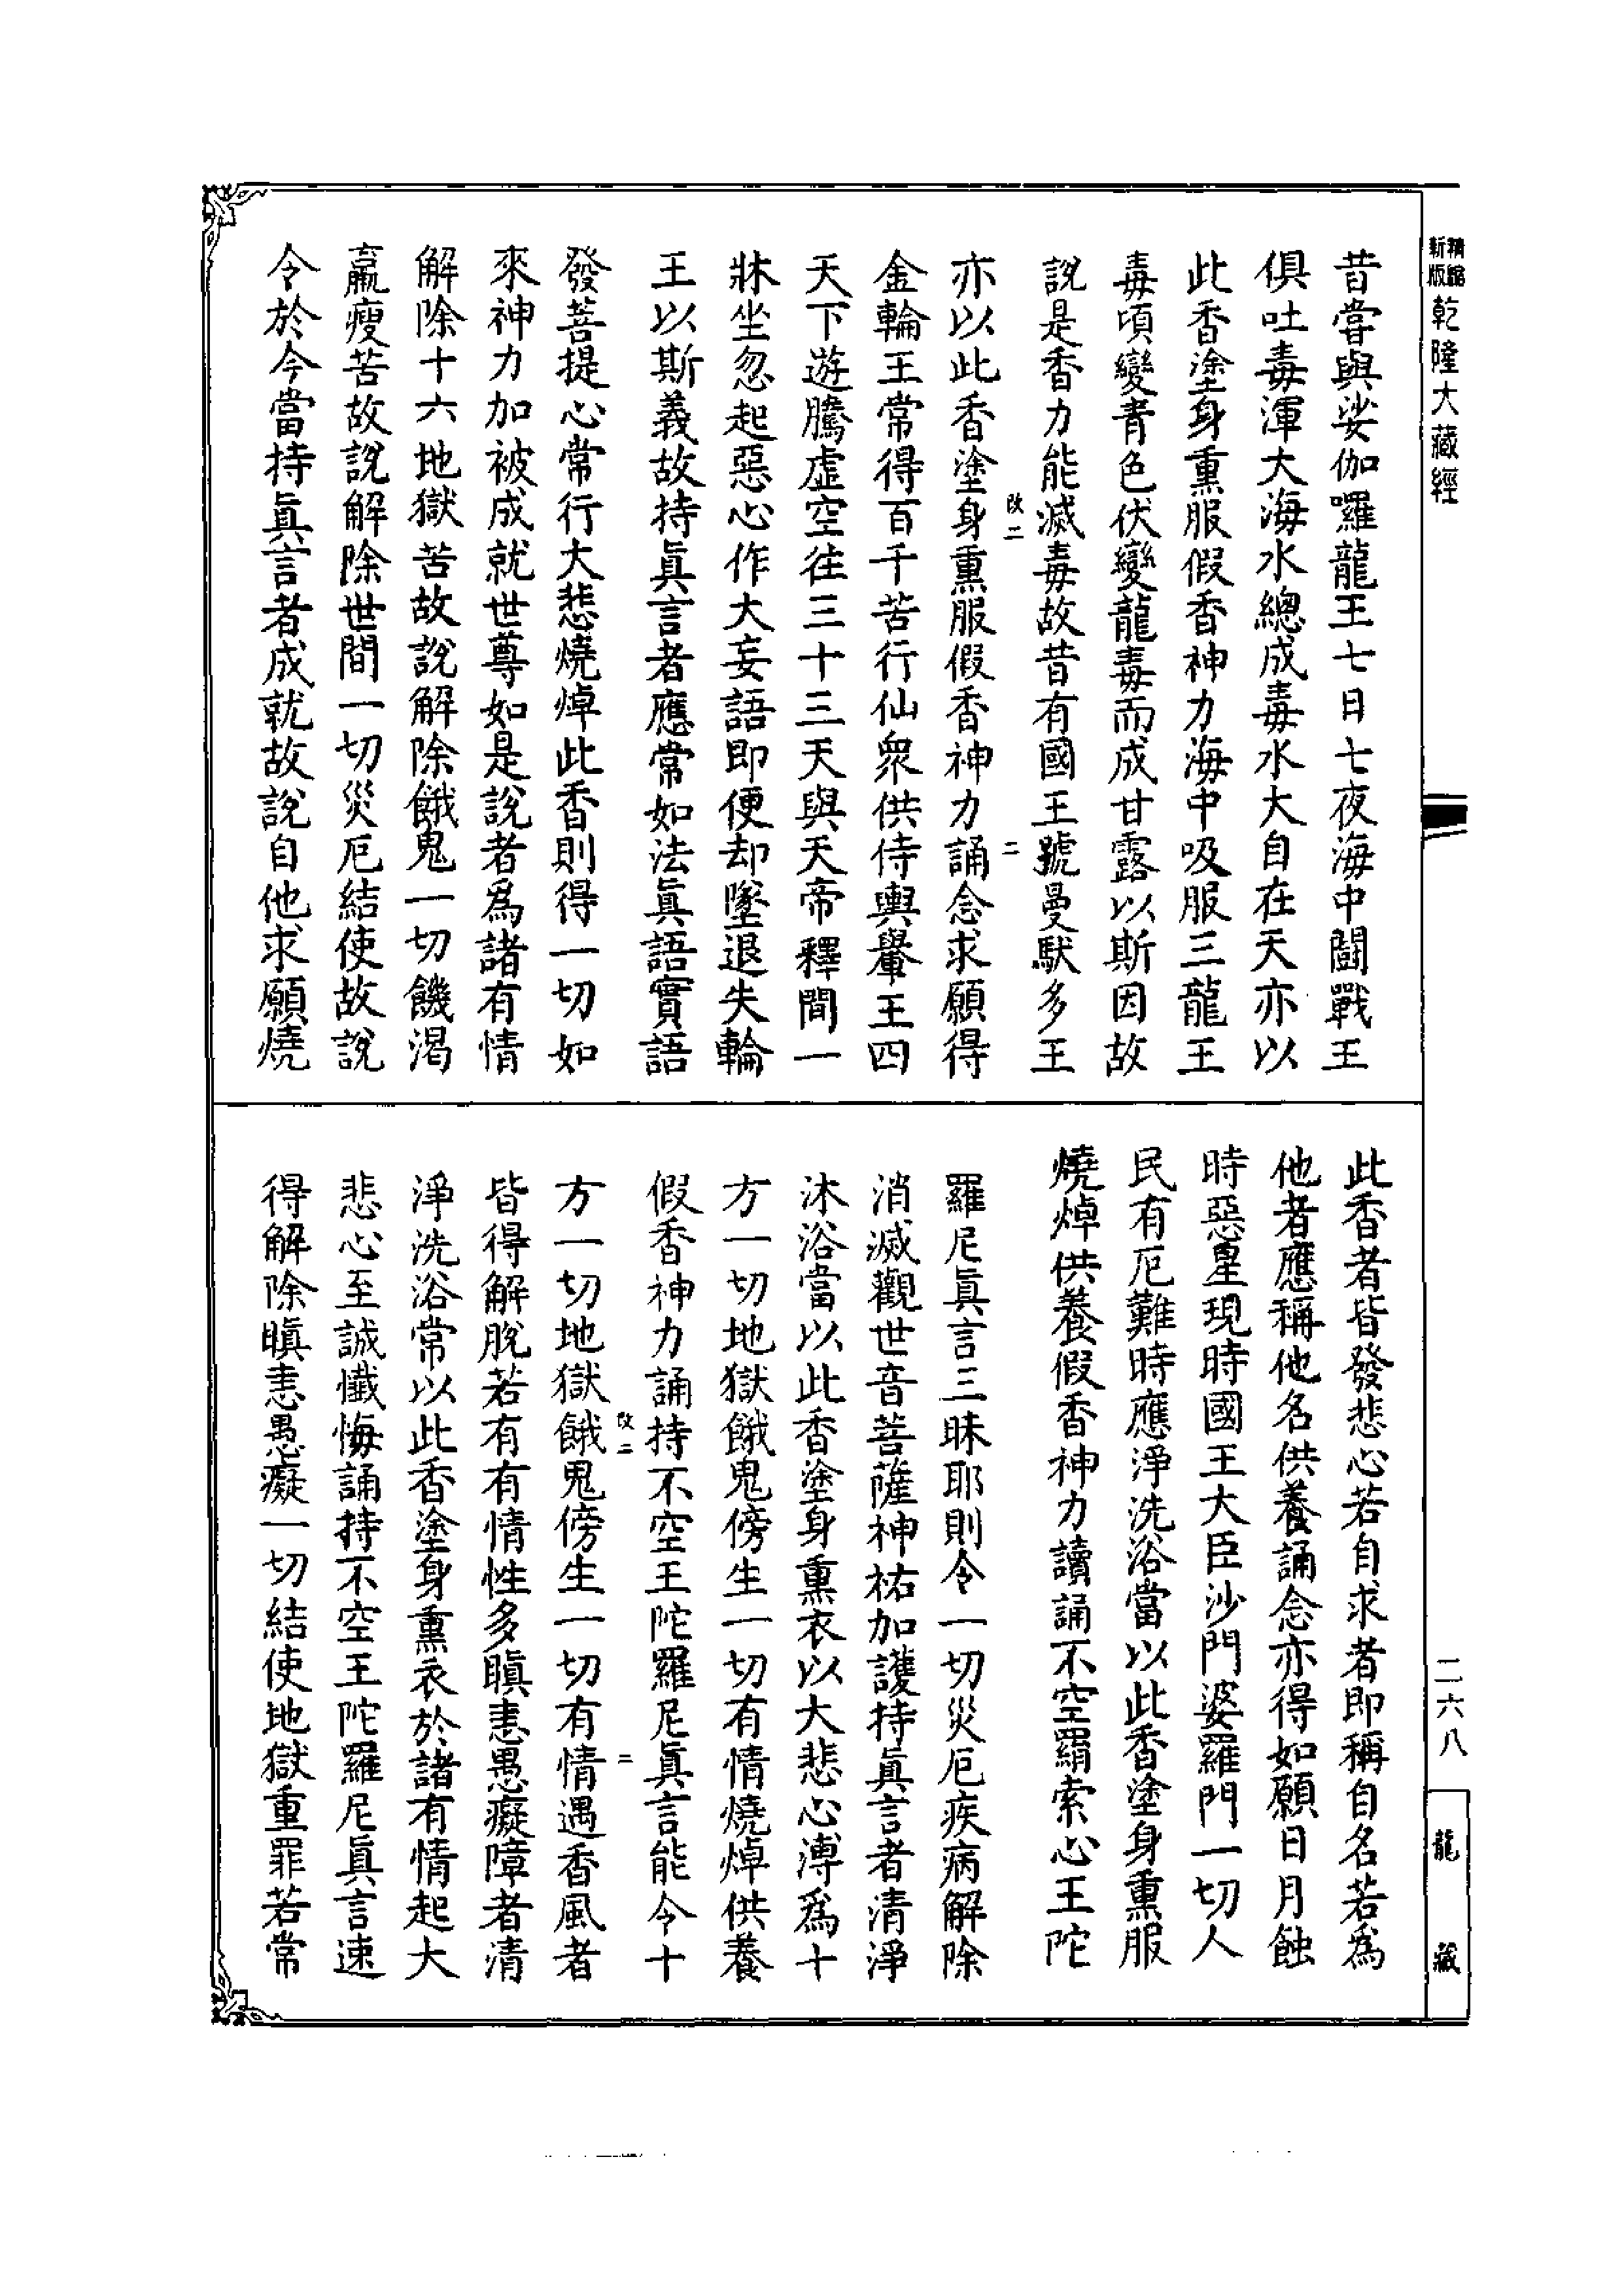 新版 精縮 乾隆大藏經
昔嘗與娑伽囉龍王七日七夜海中鬪戰王
俱吐毒渾大海水總成毒水大自在天亦以
此香塗身熏服假香神力海中吸服三龍王
毒頃變青色伏變龍毒而成甘露以斯因故
說是香力能滅毒故昔有國王號曼馱多王
改二 二
亦以此香塗身熏服假香神力誦念求願得
金輪王常得百千苦行仙衆供侍輿轝王四
天下遊騰虛空往三十三天與天帝釋間一
牀坐忽起惡心作大妄語即便却墜退失輪
王以斯義故持眞言者應常如法眞語實語
發菩提心常行大悲燒焯此香則得一切如
來神力加被成就世尊如是說者爲諸有情
解除十六地獄苦故說解除餓鬼一切饑渴
羸瘦苦故說解除世間一切災厄結使故說
令於今當持眞言者成就故說自他求願燒
此香者皆發悲心若自求者即稱自名若爲
他者應稱他名供養誦念亦得如願日月蝕
時惡星現時國王大臣沙門婆羅門一切人
民有厄難時應淨洗浴當以此香塗身熏服
燒焯供養假香神力讀誦不空羂索心王陀
羅尼眞言三昧耶則令一切災厄疾病解除
消滅觀世音菩薩神祐加護持眞言者清淨
沐浴當以此香塗身熏衣以大悲心溥爲十
方一切地獄餓鬼傍生一切有情燒焯供養
假香神力誦持不空王陀羅尼眞言能令十
改二 二
方一切地獄餓鬼傍生一切有情遇香風者
皆得解脫若有有情性多瞋恚愚癡障者清
淨洗浴常以此香塗身熏衣於諸有情起大
悲心至誠懺悔誦持不空王陀羅尼眞言速
得解除瞋恚愚癡一切結使地獄重罪若常
二六八
龍藏